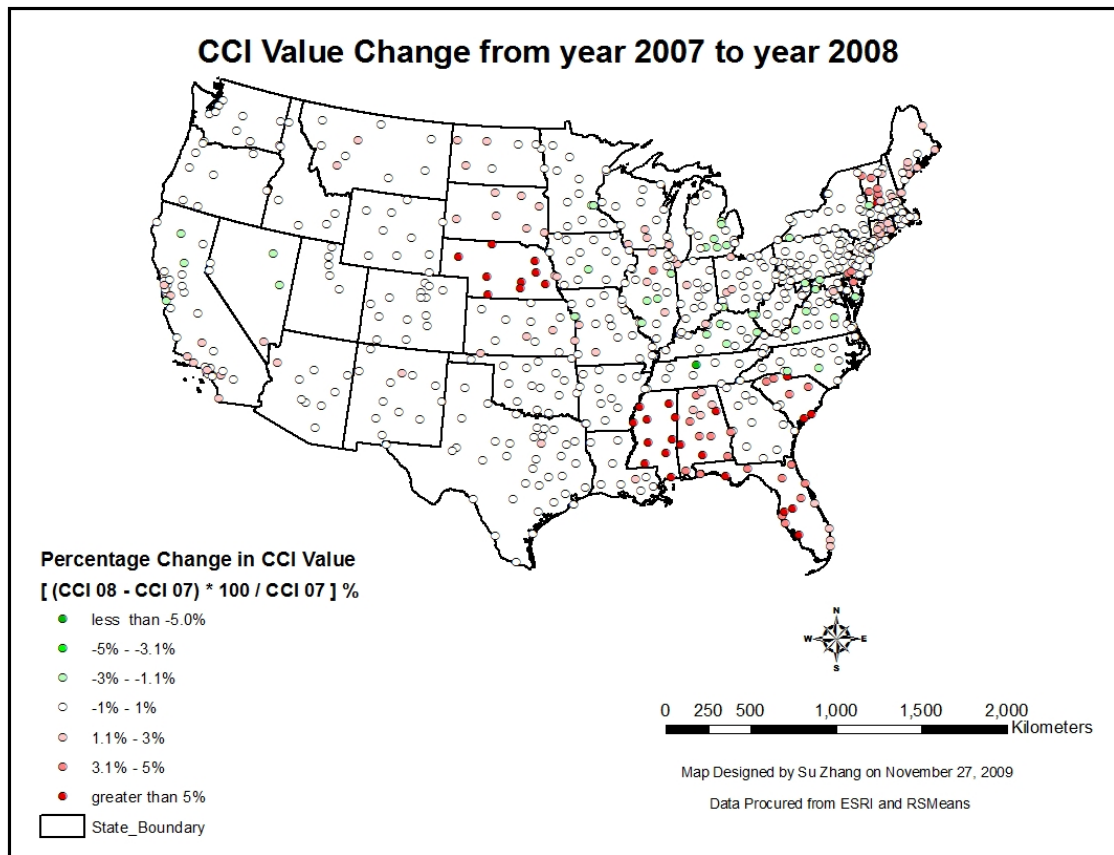 CCI Value Change from year 2007 to year 2008
Percentage Change in CCI Value
[ (CCI 08 - CCI 07) * 100 / CCI 07 ] %
less than -5.0%
-5% - -3.1%
-3% - -1.1%
-1% - 1%
1.1% - 3%
3.1% - 5%
greater than 5%
State_Boundary
N
W E
S
0 250 500 1,000 1,500 2,000
Kilometers
Map Designed by Su Zhang on November 27, 2009
Data Procured from ESRI and RSMeans